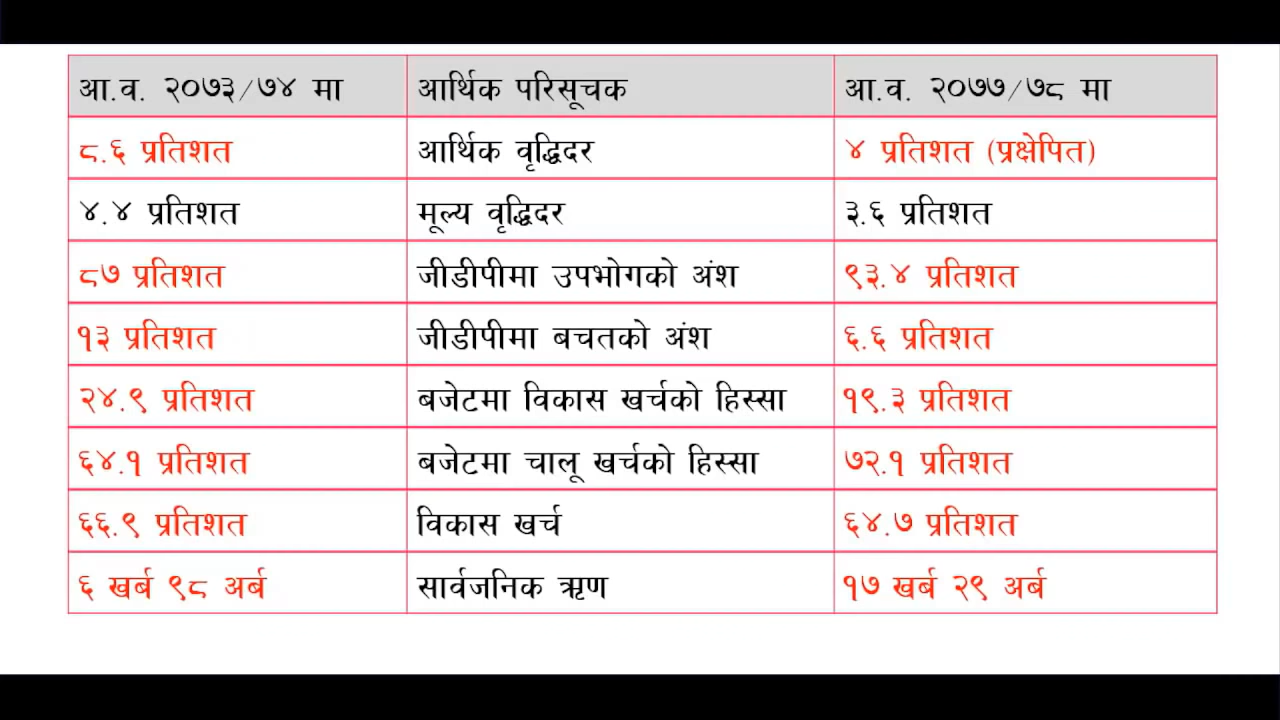 आ.व. २०७३/७४ मा आर्थिक परिसूचक आ.व. २०७७/७८ मा
८.६ प्रतिशत आर्थिक वृद्धिदर ४ प्रतिशत (प्रक्षेपित)
४.४ प्रतिशत मूल्य वृद्धिदर ३.६ प्रतिशत
८७ प्रतिशत जीडीपीमा उपभोगको अंश ९३.४ प्रतिशत
१३ प्रतिशत जीडीपीमा बचतको अंश ६.६ प्रतिशत
२४.९ प्रतिशत बजेटमा विकास खर्चको हिस्सा १९.३ प्रतिशत
६४.१ प्रतिशत बजेटमा चालू खर्चको हिस्सा ७२.१ प्रतिशत
६६.९ प्रतिशत विकास खर्च ६४.७ प्रतिशत
६ खर्ब ९८ अर्ब सार्वजनिक ऋण १७ खर्ब २९ अर्ब